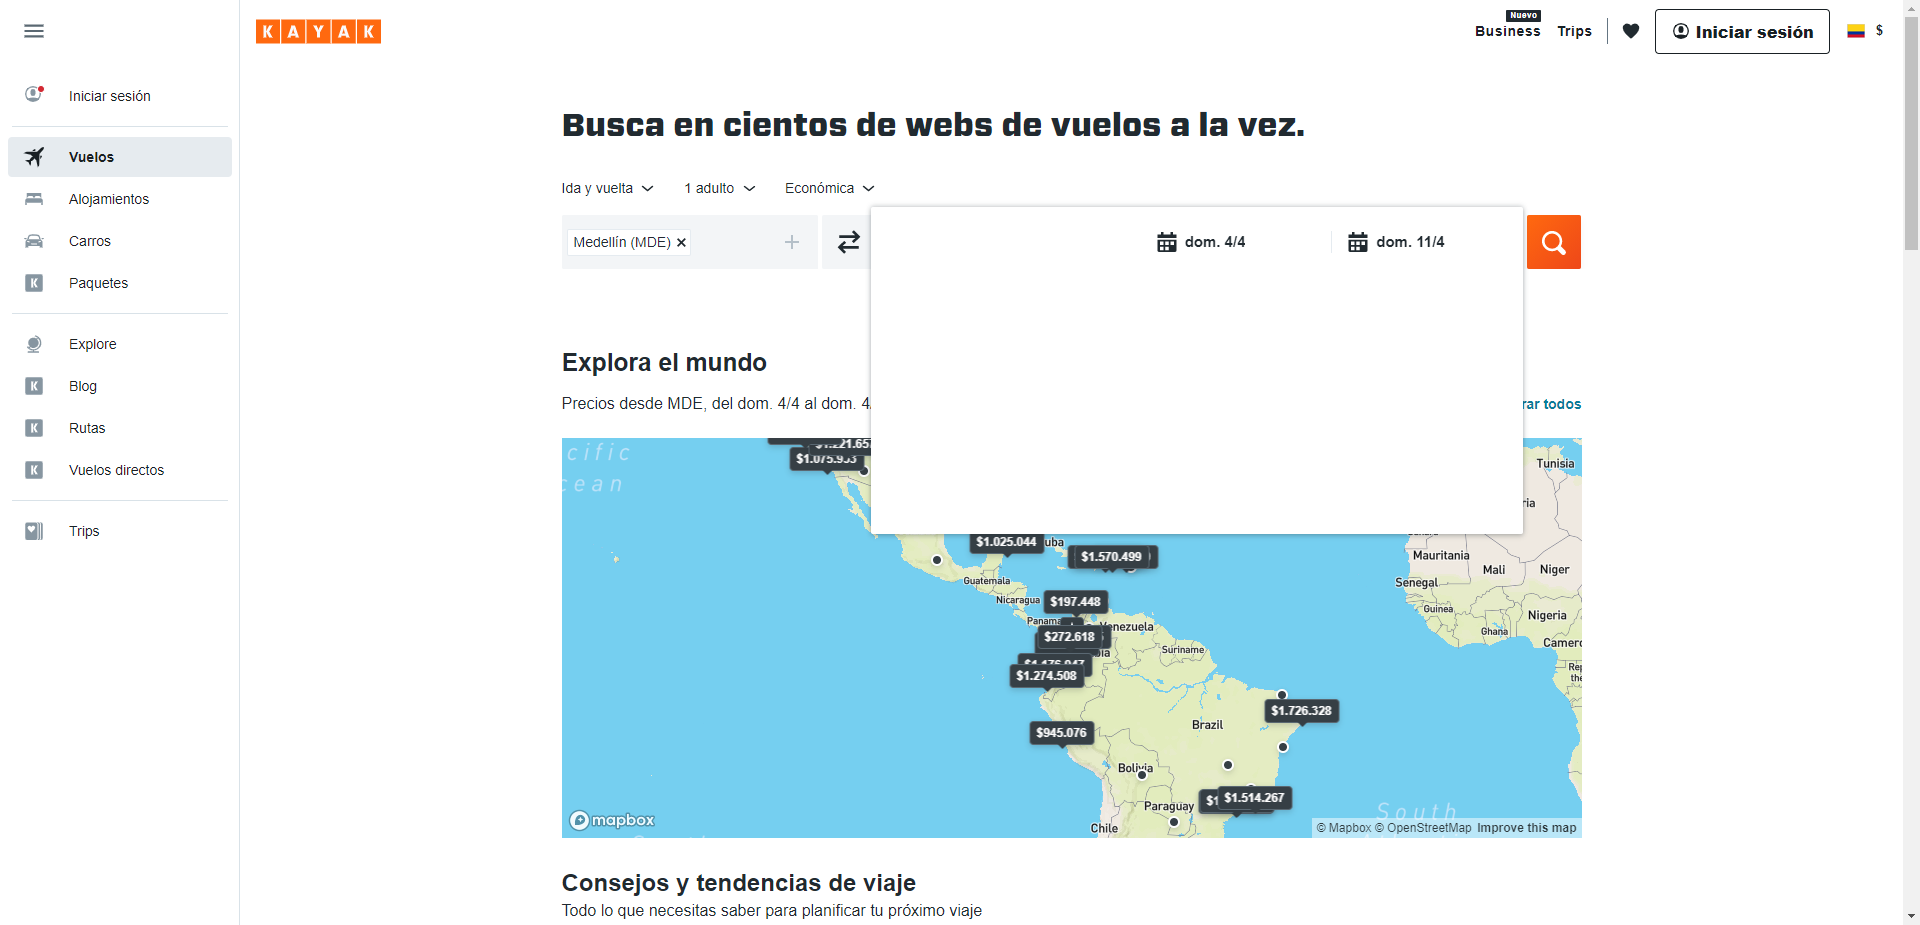 KAYAK
Nuevo
Business
Trips
Iniciar sesión
$
Iniciar sesión
Vuelos
Alojamientos
Carros
K Paquetes
Explore
K Blog
K Rutas
K Vuelos directos
Trips
Busca en cientos de webs de vuelos a la vez.
Ida y vuelta
1 adulto
Económica
Medellín (MDE)
dom. 4/4
dom. 11/4
Explora el mundo
Precios desde MDE, del dom. 4/4 al dom. 4
rar todos
cific
cean
$1.221.65
$1.075.933
Tunisia
ria
$1.025.044
uba
$1.570.499
Mauritania
Mali
Niger
Guatemala
Senegal
Nicaragua
$197.448
Guinea
Nigeria
Panama
Venezuela
Ghana
$272.618
bia
Suriname
Camero
$1.274.508
Rep
the
$1.726.328
Brazil
$945.076
Bolivia
$1
$1.514.267
Paraguay
South
Chile
mapbox
© Mapbox © OpenStreetMap Improve this map
Consejos y tendencias de viaje
Todo lo que necesitas saber para planificar tu próximo viaje